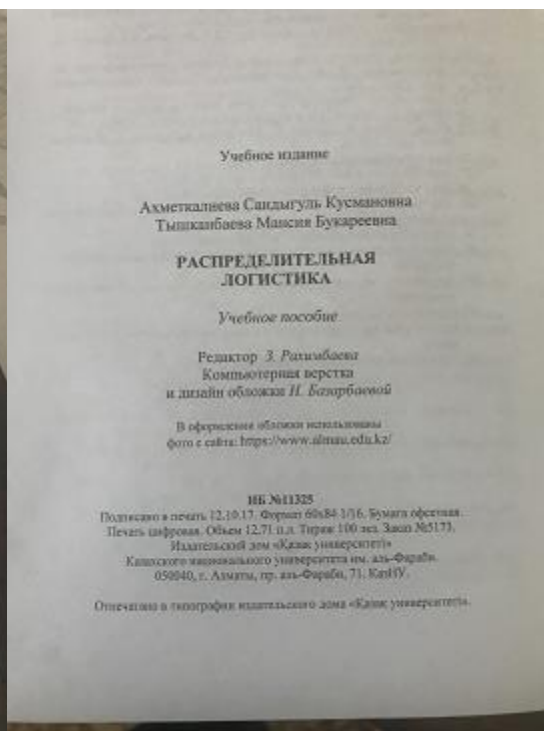 Учебное издание
Ахметкалиева Сандыгуль Кусмановна
Тышканбаева Мансия Букареевна
РАСПРЕДЕЛИТЕЛЬНАЯ
ЛОГИСТИКА
Учебное пособие
Редактор З. Рахимбаева
Компьютерная верстка
и дизайн обложки Н. Базарбаевой
В оформлении обложки использованы
фото с сайта: https://www.almau.edu.kz/
ИБ №11325
Подписано в печать 12.10.17. Формат 60х84 1/16. Бумага офсетная.
Печать цифровая. Объем 12,71 п.л. Тираж 100 экз. Заказ №5173.
Издательский дом «Қазақ университеті»
Казахского национального университета им. аль-Фараби.
050040, г. Алматы, пр. аль-Фараби, 71. КазНУ.
Отпечатано в типографии издательского дома «Қазақ университеті».